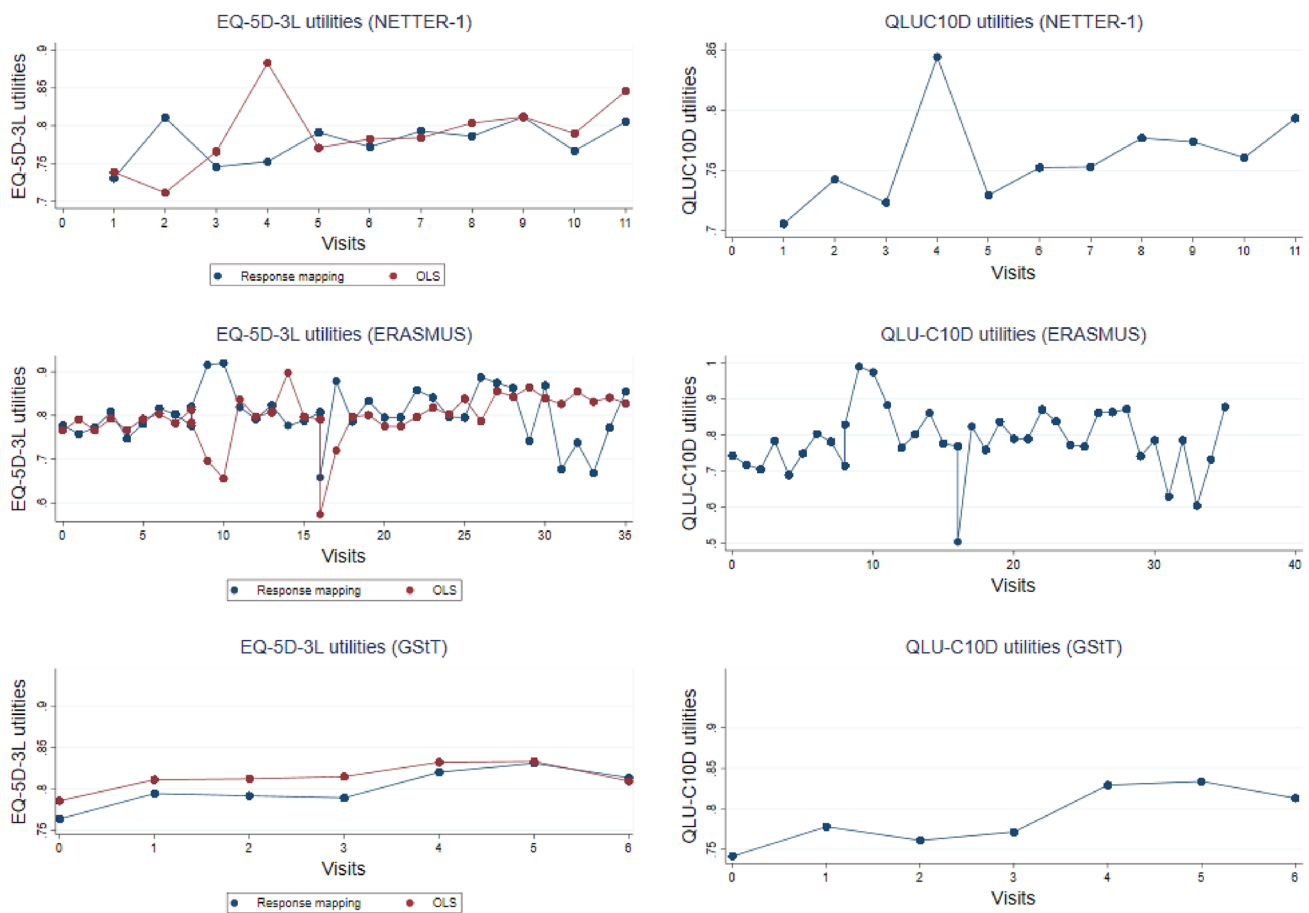 EQ-5D-3L utilities (NETTER-1)
EQ-5D-3L utilities
.9
.85
.8
.75
.7
0 1 2 3 4 5 6 7 8 9 10 11
Visits
Response mapping OLS
QLUC10D utilities (NETTER-1)
QLUC10D utilities
.85
.8
.75
.7
0 1 2 3 4 5 6 7 8 9 10 11
Visits
EQ-5D-3L utilities (ERASMUS)
EQ-5D-3L utilities
.9
.8
.7
.6
0 5 10 15 20 25 30 35
Visits
Response mapping OLS
QLU-C10D utilities (ERASMUS)
QLU-C10D utilities
1
.9
.8
.7
.6
.5
0 10 20 30 40
Visits
EQ-5D-3L utilities (GStT)
EQ-5D-3L utilities
.9
.85
.8
.75
0 1 2 3 4 5 6
Visits
Response mapping OLS
QLU-C10D utilities (GStT)
QLU-C10D utilities
.9
.85
.8
.75
0 1 2 3 4 5 6
Visits